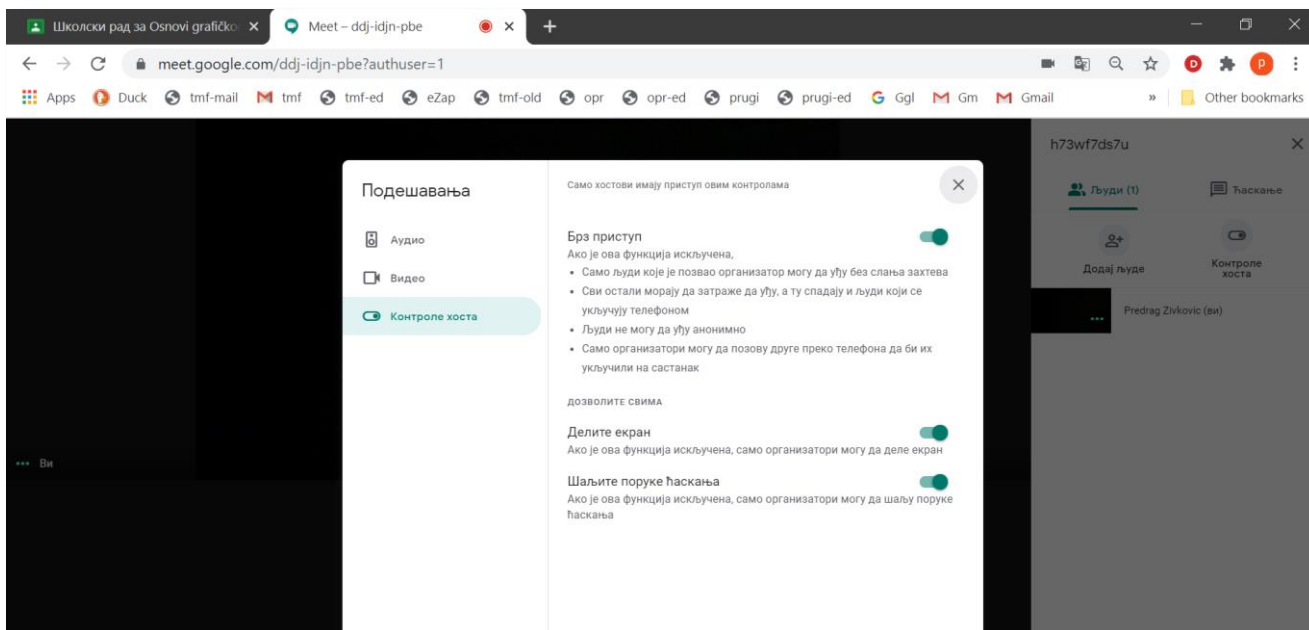 Школски рад за Osnovi grafičko
Meet – ddj-idjn-pbe
meet.google.com/ddj-idjn-pbe?authuser=1
D
P
Apps
Duck
tmf-mail
tmf
tmf-ed
eZap
tmf-old
opr
opr-ed
prugi
prugi-ed
Ggl
Gm
Gmail
»
Other bookmarks
Подешавања
Аудио
Видео
Контроле хоста
Само хостови имају приступ овим контролама
Брз приступ
Ако је ова функција искључена,
• Само људи које је позвао организатор могу да уђу без слања захтева
• Сви остали морају да затраже да уђу, а ту спадају и људи који се
укључују телефоном
• Људи не могу да уђу анонимно
• Само организатори могу да позову друге преко телефона да би их
укључили на састанак
ДОЗВОЛИТЕ СВИМА
Делите екран
Ако је ова функција искључена, само организатори могу да деле екран
Шаљите поруке ћаскања
Ако је ова функција искључена, само организатори могу да шаљу поруке
ћаскања
Ви
h73wf7ds7u
Људи (1)
Ћаскање
Додај људе
Контроле
хоста
Predrag Zivkovic (ви)